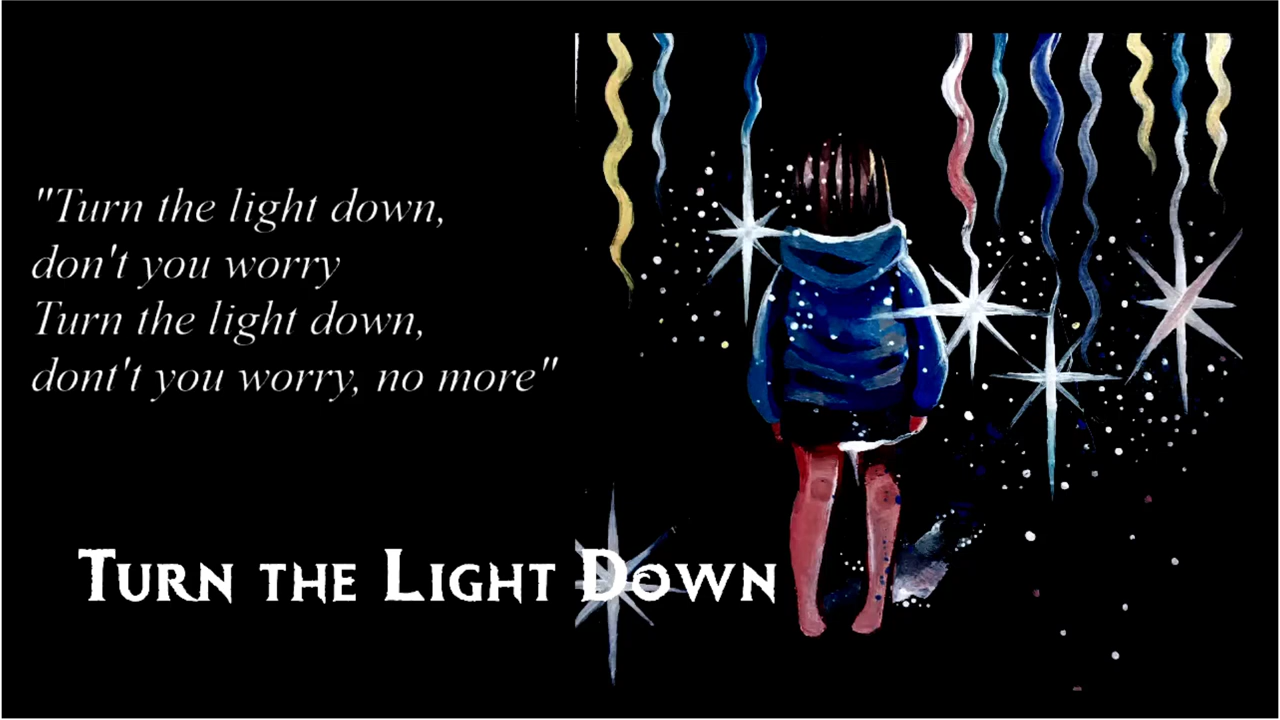 "Turn the light down,
don't you worry
Turn the light down,
dont't you worry, no more"
Turn the Light Down